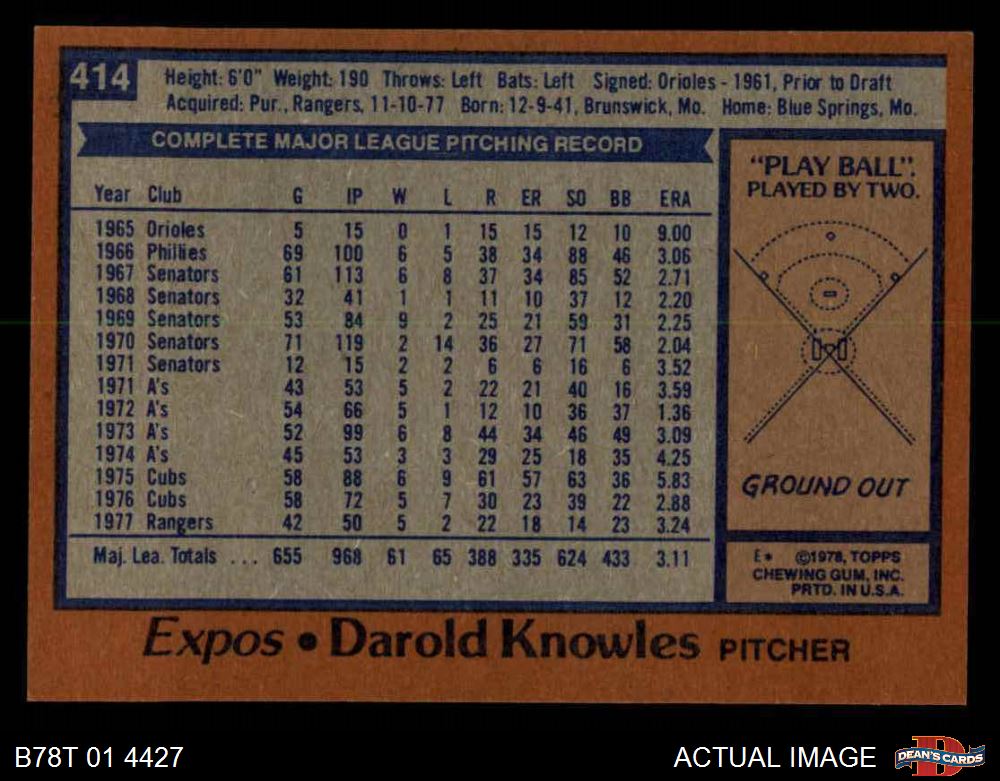 414
Height: 6'0" Weight: 190 Throws: Left Bats: Left Signed: Orioles - 1961, Prior to Draft
Acquired: Pur., Rangers, 11-10-77 Born: 12-9-41, Brunswick, Mo. Home: Blue Springs, Mo.
COMPLETE MAJOR LEAGUE PITCHING RECORD
Year Club G IP W L R ER SO BB ERA
1965 Orioles 5 15 0 1 15 15 12 10 9.00
1966 Phillies 69 100 6 5 38 34 88 46 3.06
1967 Senators 61 113 6 8 37 34 85 52 2.71
1968 Senators 32 41 1 1 11 10 37 12 2.20
1969 Senators 53 84 9 2 25 21 59 31 2.25
1970 Senators 71 119 2 14 36 27 71 58 2.04
1971 Senators 12 15 2 2 6 6 16 6 3.52
1971 A's 43 53 5 2 22 21 40 16 3.59
1972 A's 54 66 5 1 12 10 36 37 1.36
1973 A's 52 99 6 8 44 34 46 49 3.09
1974 A's 45 53 3 3 29 25 18 35 4.25
1975 Cubs 58 88 6 9 61 57 63 36 5.83
1976 Cubs 58 72 5 7 30 23 39 22 2.88
1977 Rangers 42 50 5 2 22 18 14 23 3.24
Maj. Lea. Totals ... 655 968 61 65 388 335 624 433 3.11
"PLAY BALL".
PLAYED BY TWO.
GROUND OUT
E* ©1978, TOPPS
CHEWING GUM, INC.
PRTD. IN U.S.A.
Expos • Darold Knowles PITCHER
B78T 01 4427
ACTUAL IMAGE
D
DEAN'S CARDS